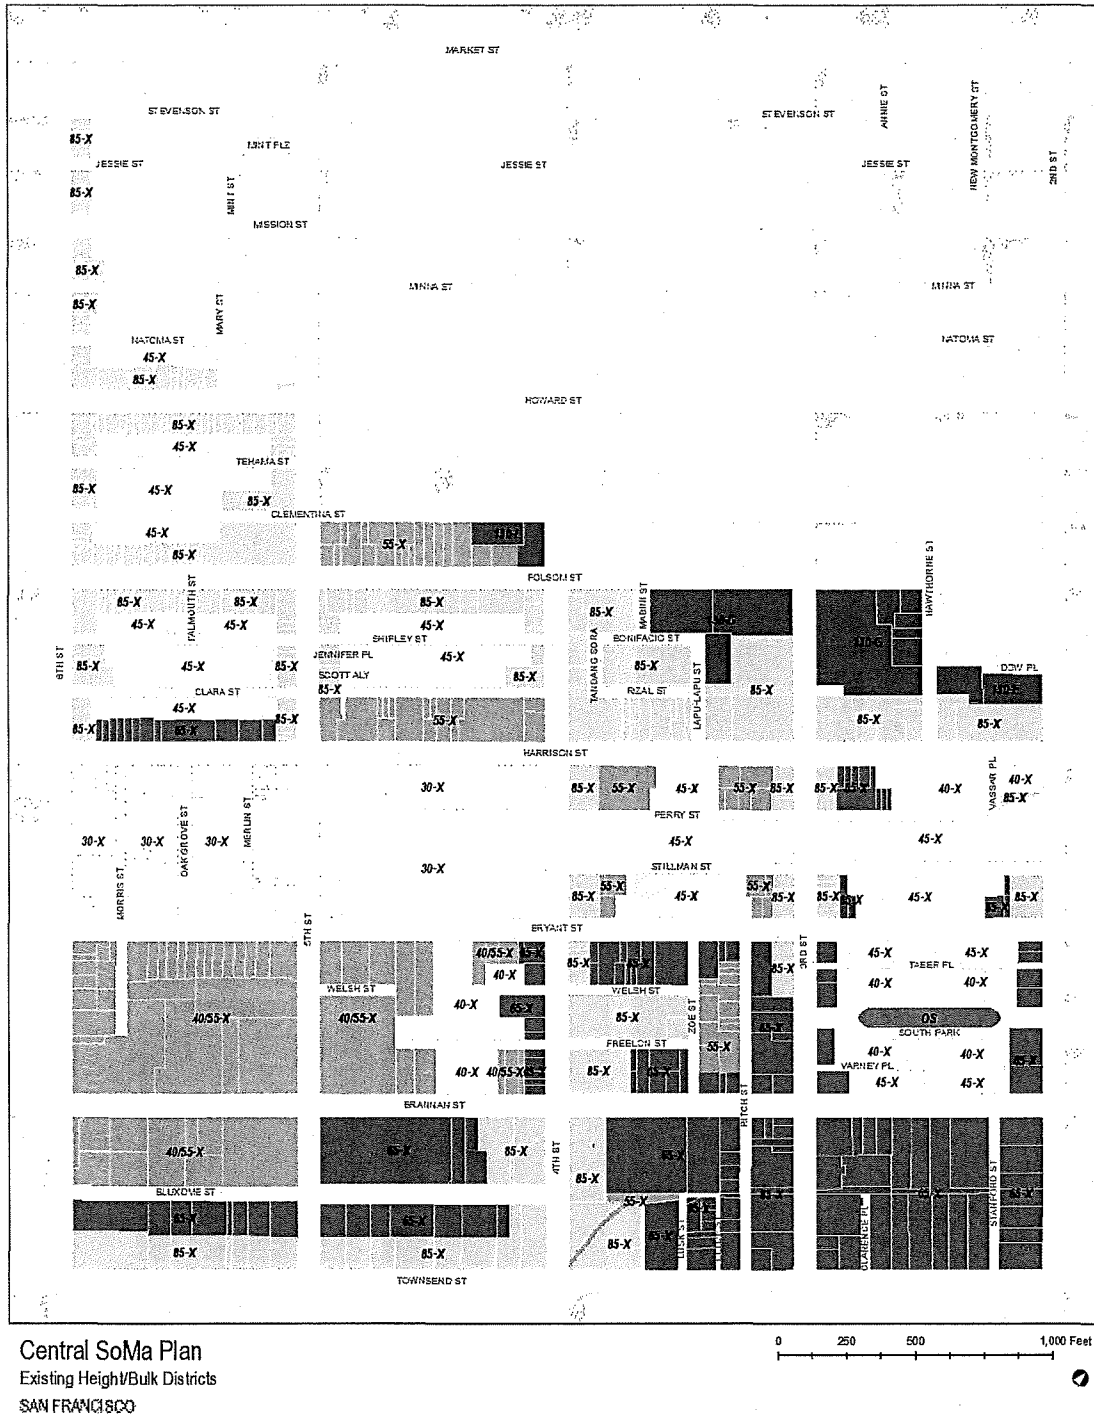 MARKET ST
STEVENSON ST
STEVENSON ST
ANNIE ST
NEW MONTGOMERY ST
85-X
MINT PLZ
JESSIE ST
JESSIE ST
JESSIE ST
2ND ST
85-X
MINT ST
MISSION ST
85-X
MINNA ST
MINNA ST
85-X
MARY ST
NATOMA ST
NATOMA ST
45-X
85-X
HOWARD ST
85-X
45-X
TEHAMA ST
85-X
45-X
85-X
CLEMENTINA ST
45-X
55-X
85-X
HAWTHORNE ST
FOLSOM ST
85-X
85-X
85-X
85-X
MABINI ST
FALMOUTH ST
45-X
45-X
45-X
SHIPLEY ST
BONIFACIO ST
6TH ST
JENNIFER PL
45-X
TANDANG SORA
85-X
45-X
85-X
85-X
DOW PL
SCOTT ALY
85-X
85-X
CLARA ST
85-X
RIZAL ST
LAPU-LAPU ST
85-X
45-X
85-X
85-X
55-X
85-X
85-X
HARRISON ST
30-X
85-X
55-X
45-X
55-X
85-X
85-X
40-X
VASSAR PL
40-X
85-X
PERRY ST
30-X
30-X
OAK GROVE ST
30-X
MERLIN ST
45-X
45-X
30-X
STILLMAN ST
MORRIS ST
85-X
55-X
45-X
55-X
85-X
85-X
85-X
5TH ST
BRYANT ST
3RD ST
40/55-X
85-X
85-X
45-X
45-X
TABER PL
40-X
WELSH ST
WELSH ST
40-X
40-X
40/55-X
40/55-X
40-X
85-X
ZOE ST
OS
SOUTH PARK
FREELON ST
55-X
40-X
40-X
40-X
40/55-X
85-X
VARNEY PL
45-X
45-X
RITCH ST
BRANNAN ST
40/55-X
65-X
85-X
4TH ST
85-X
65-X
BLUXOME ST
55-X
STANFORD ST
65-X
65-X
LUSK ST
CLARENCE PL
85-X
85-X
85-X
TOWNSEND ST
Central SoMa Plan
Existing Height/Bulk Districts
SAN FRANCISCO
0 250 500 1,000 Feet